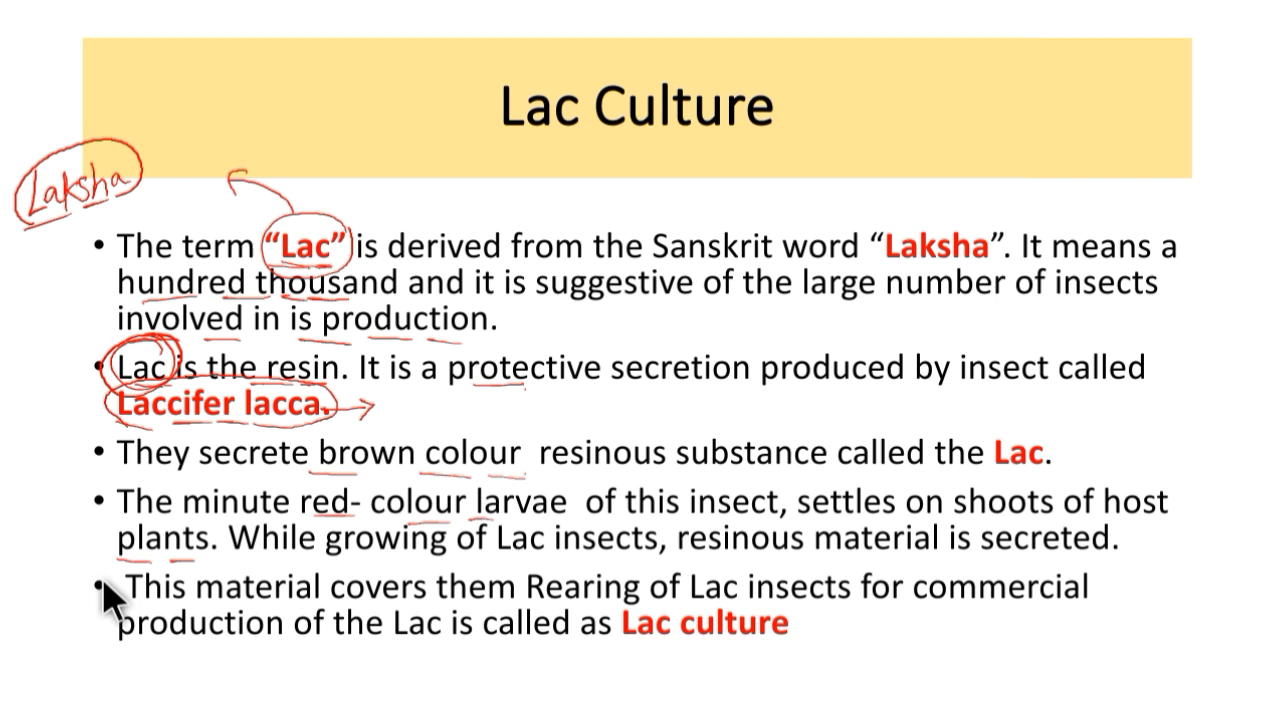 Lac Culture
Laksha
• The term “Lac” is derived from the Sanskrit word “Laksha”. It means a
hundred thousand and it is suggestive of the large number of insects
involved in is production.
• Lac is the resin. It is a protective secretion produced by insect called
Laccifer lacca.
• They secrete brown colour resinous substance called the Lac.
• The minute red- colour larvae of this insect, settles on shoots of host
plants. While growing of Lac insects, resinous material is secreted.
• This material covers them Rearing of Lac insects for commercial
production of the Lac is called as Lac culture